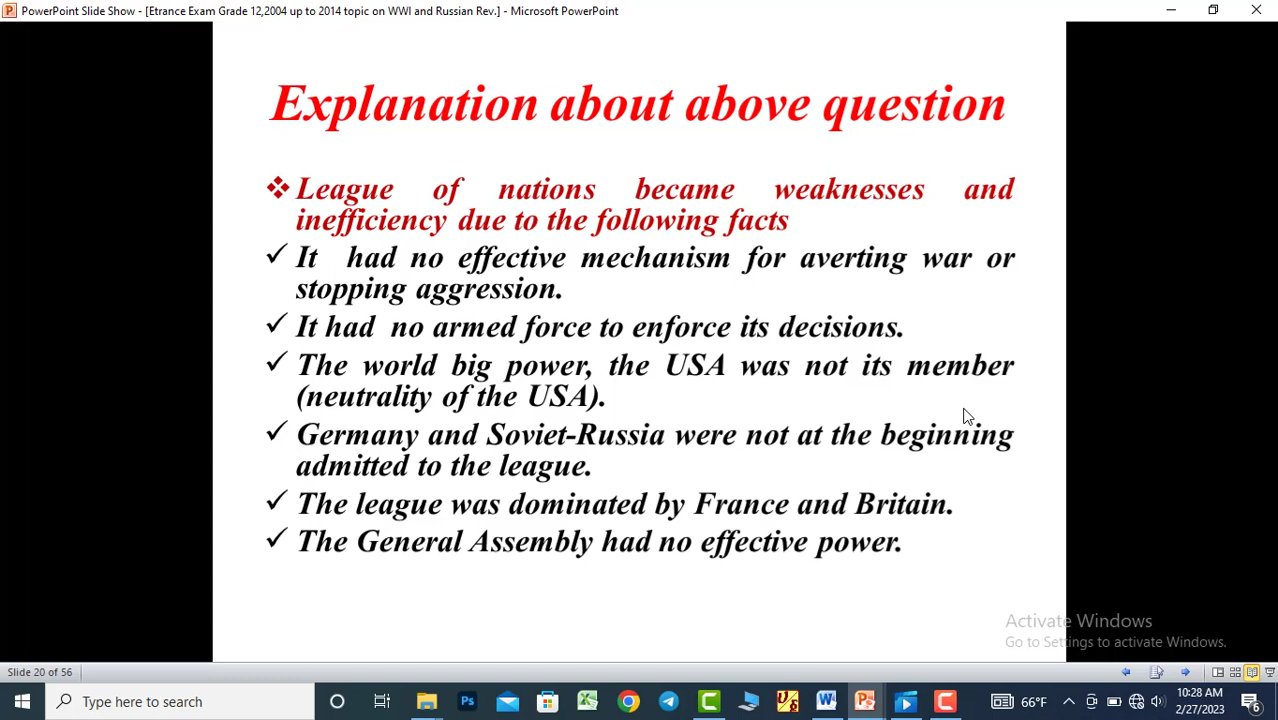 PowerPoint Slide Show - [Etrance Exam Grade 12,2004 up to 2014 topic on WWI and Russian Rev.] - Microsoft PowerPoint
Explanation about above question
League of nations became weaknesses and
inefficiency due to the following facts
It had no effective mechanism for averting war or
stopping aggression.
It had no armed force to enforce its decisions.
The world big power, the USA was not its member
(neutrality of the USA).
Germany and Soviet-Russia were not at the beginning
admitted to the league.
The league was dominated by France and Britain.
The General Assembly had no effective power.
Activate Windows
Go to Settings to activate Windows.
Slide 20 of 56
Type here to search
Ps
66°F
10:28 AM
2/27/2023
6